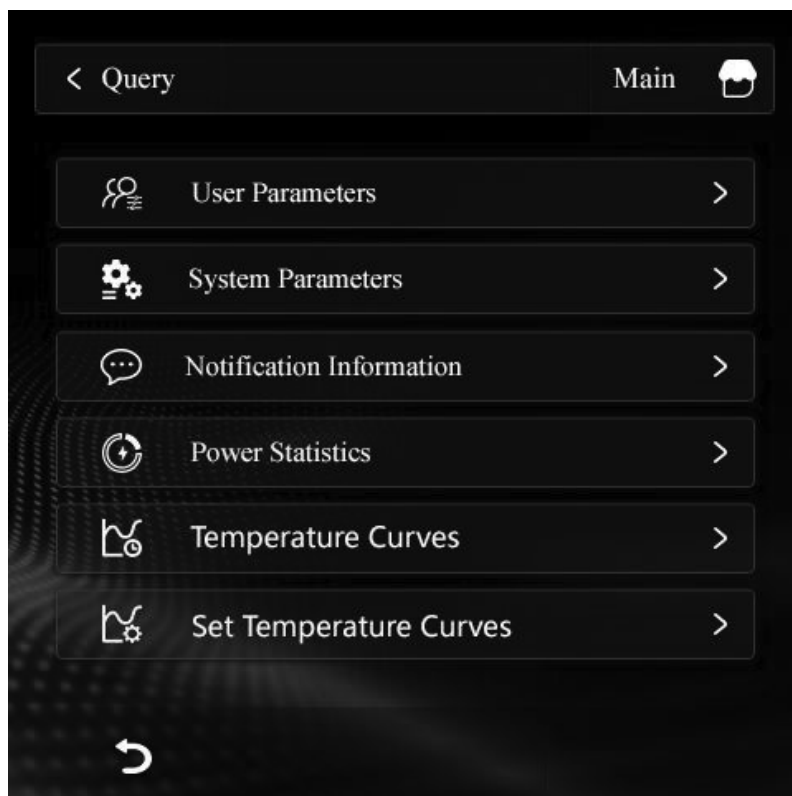 Query
Main
User Parameters
System Parameters
Notification Information
Power Statistics
Temperature Curves
Set Temperature Curves